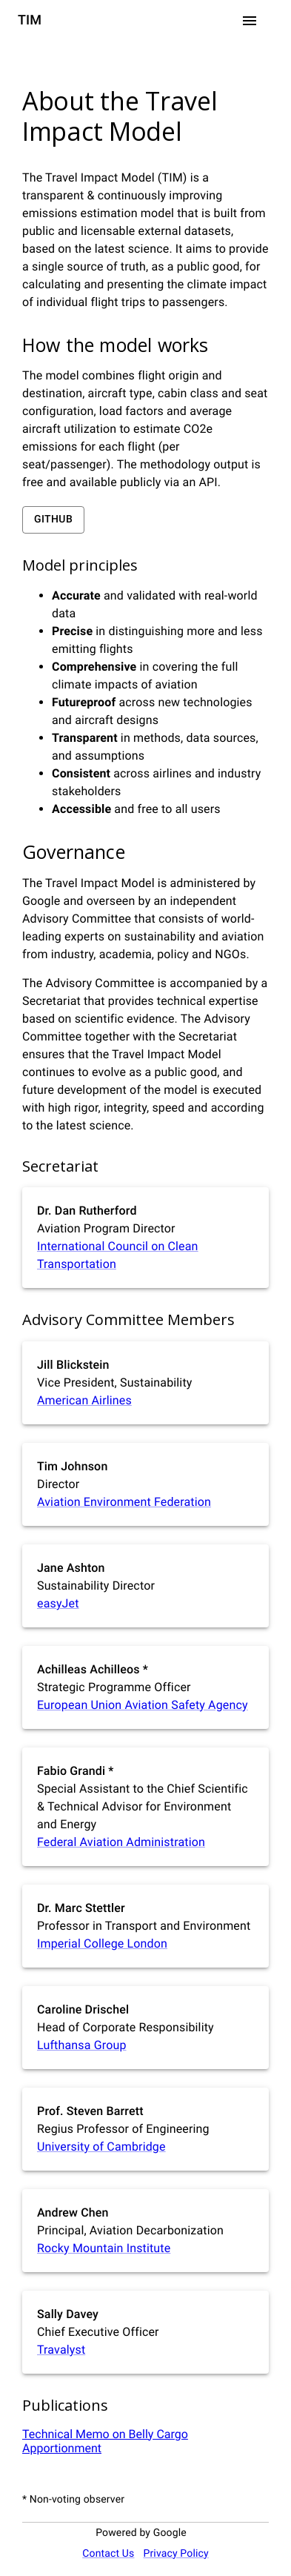 TIM
About the Travel
Impact Model
The Travel Impact Model (TIM) is a
transparent & continuously improving
emissions estimation model that is built from
public and licensable external datasets,
based on the latest science. It aims to provide
a single source of truth, as a public good, for
calculating and presenting the climate impact
of individual flight trips to passengers.
How the model works
The model combines flight origin and
destination, aircraft type, cabin class and seat
configuration, load factors and average
aircraft utilization to estimate CO2e
emissions for each flight (per
seat/passenger). The methodology output is
free and available publicly via an API.
GITHUB
Model principles
• Accurate and validated with real-world
data
• Precise in distinguishing more and less
emitting flights
• Comprehensive in covering the full
climate impacts of aviation
• Futureproof across new technologies
and aircraft designs
• Transparent in methods, data sources,
and assumptions
• Consistent across airlines and industry
stakeholders
• Accessible and free to all users
Governance
The Travel Impact Model is administered by
Google and overseen by an independent
Advisory Committee that consists of world-
leading experts on sustainability and aviation
from industry, academia, policy and NGOs.
The Advisory Committee is accompanied by a
Secretariat that provides technical expertise
based on scientific evidence. The Advisory
Committee together with the Secretariat
ensures that the Travel Impact Model
continues to evolve as a public good, and
future development of the model is executed
with high rigor, integrity, speed and according
to the latest science.
Secretariat
Dr. Dan Rutherford
Aviation Program Director
International Council on Clean
Transportation
Advisory Committee Members
Jill Blickstein
Vice President, Sustainability
American Airlines
Tim Johnson
Director
Aviation Environment Federation
Jane Ashton
Sustainability Director
easyJet
Achilleas Achilleos *
Strategic Programme Officer
European Union Aviation Safety Agency
Fabio Grandi *
Special Assistant to the Chief Scientific
& Technical Advisor for Environment
and Energy
Federal Aviation Administration
Dr. Marc Stettler
Professor in Transport and Environment
Imperial College London
Caroline Drischel
Head of Corporate Responsibility
Lufthansa Group
Prof. Steven Barrett
Regius Professor of Engineering
University of Cambridge
Andrew Chen
Principal, Aviation Decarbonization
Rocky Mountain Institute
Sally Davey
Chief Executive Officer
Travalyst
Publications
Technical Memo on Belly Cargo
Apportionment
* Non-voting observer
Powered by Google
Contact Us Privacy Policy